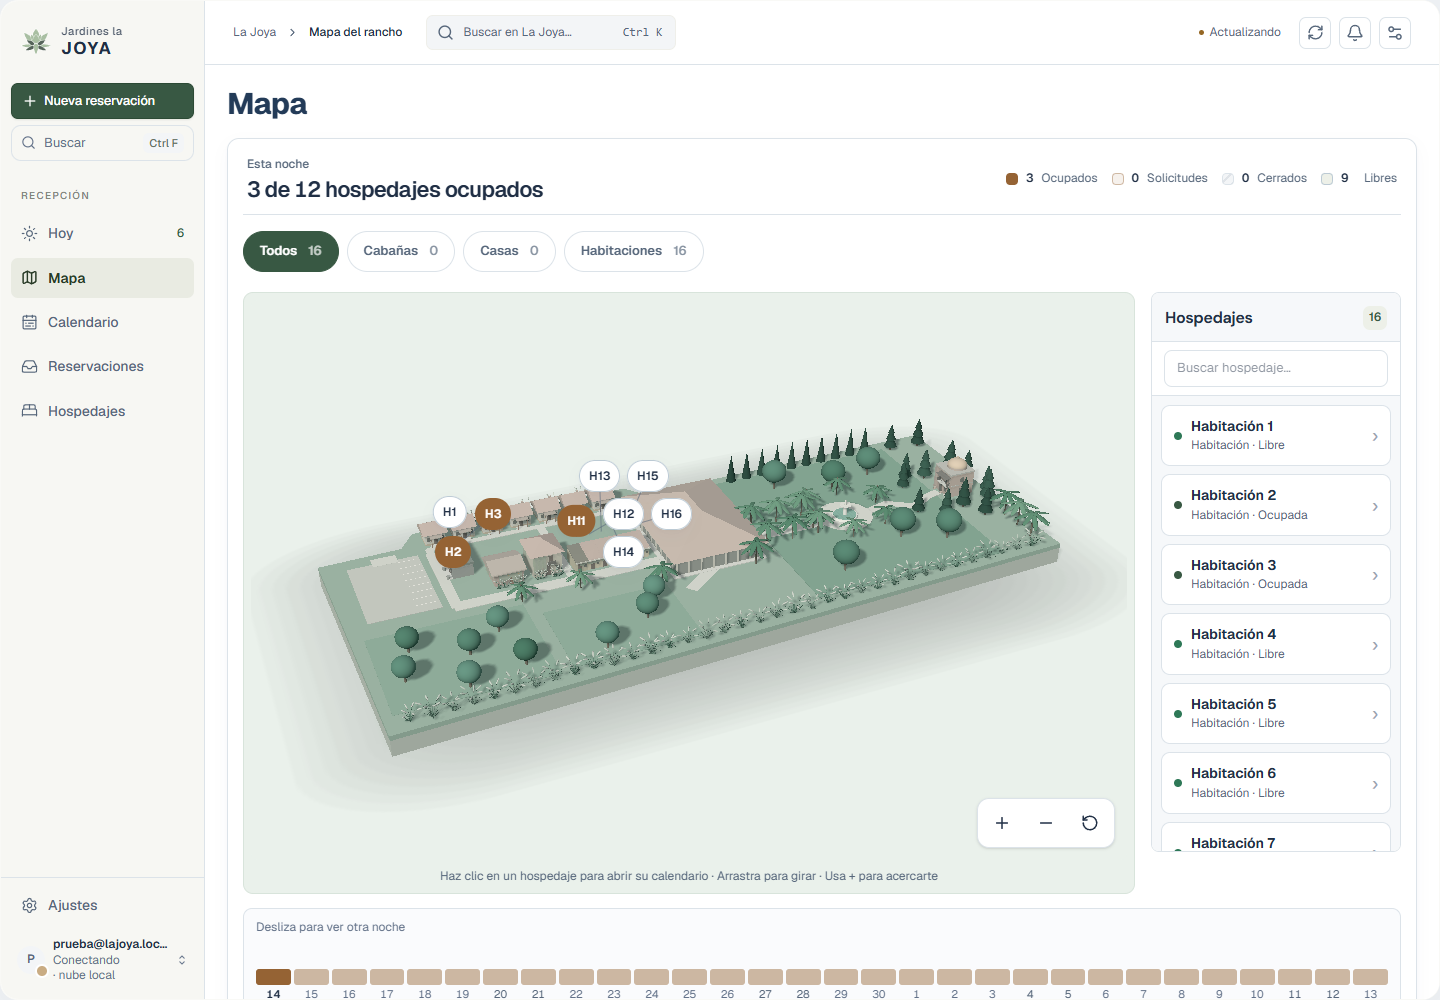 Jardines la
JOYA
Nueva reservación
Buscar Ctrl F
RECEPCIÓN
Hoy 6
Mapa
Calendario
Reservaciones
Hospedajes
Ajustes
P
prueba@lajoya.loc...
Conectando
· nube local
La Joya > Mapa del rancho
Buscar en La Joya... Ctrl K
Actualizando
Mapa
Esta noche
3 de 12 hospedajes ocupados
3 Ocupados 0 Solicitudes 0 Cerrados 9 Libres
Todos 16 Cabañas 0 Casas 0 Habitaciones 16
H13 H15
H1 H3 H11 H12 H16
H2 H14
Haz clic en un hospedaje para abrir su calendario · Arrastra para girar · Usa + para acercarte
Hospedajes 16
Buscar hospedaje...
Habitación 1
Habitación · Libre
Habitación 2
Habitación · Ocupada
Habitación 3
Habitación · Ocupada
Habitación 4
Habitación · Libre
Habitación 5
Habitación · Libre
Habitación 6
Habitación · Libre
Habitación 7
Desliza para ver otra noche
14 15 16 17 18 19 20 21 22 23 24 25 26 27 28 29 30 1 2 3 4 5 6 7 8 9 10 11 12 13